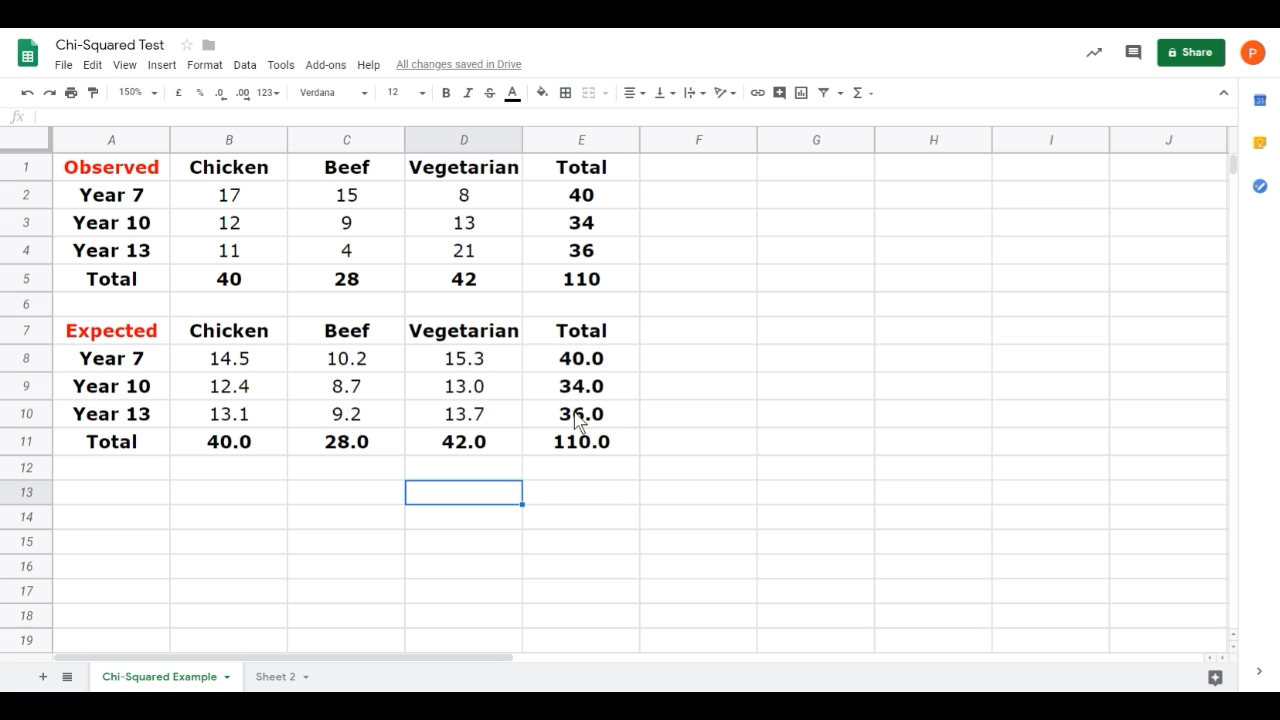 Chi-Squared Test
File Edit View Insert Format Data Tools Add-ons Help All changes saved in Drive
Share
P
150% £ % .0 .00 123 Verdana 12 B I S A Σ
fx
A B C D E F G H I J
1 Observed Chicken Beef Vegetarian Total
2 Year 7 17 15 8 40
3 Year 10 12 9 13 34
4 Year 13 11 4 21 36
5 Total 40 28 42 110
6
7 Expected Chicken Beef Vegetarian Total
8 Year 7 14.5 10.2 15.3 40.0
9 Year 10 12.4 8.7 13.0 34.0
10 Year 13 13.1 9.2 13.7 36.0
11 Total 40.0 28.0 42.0 110.0
12
13
14
15
16
17
18
19
Chi-Squared Example Sheet 2